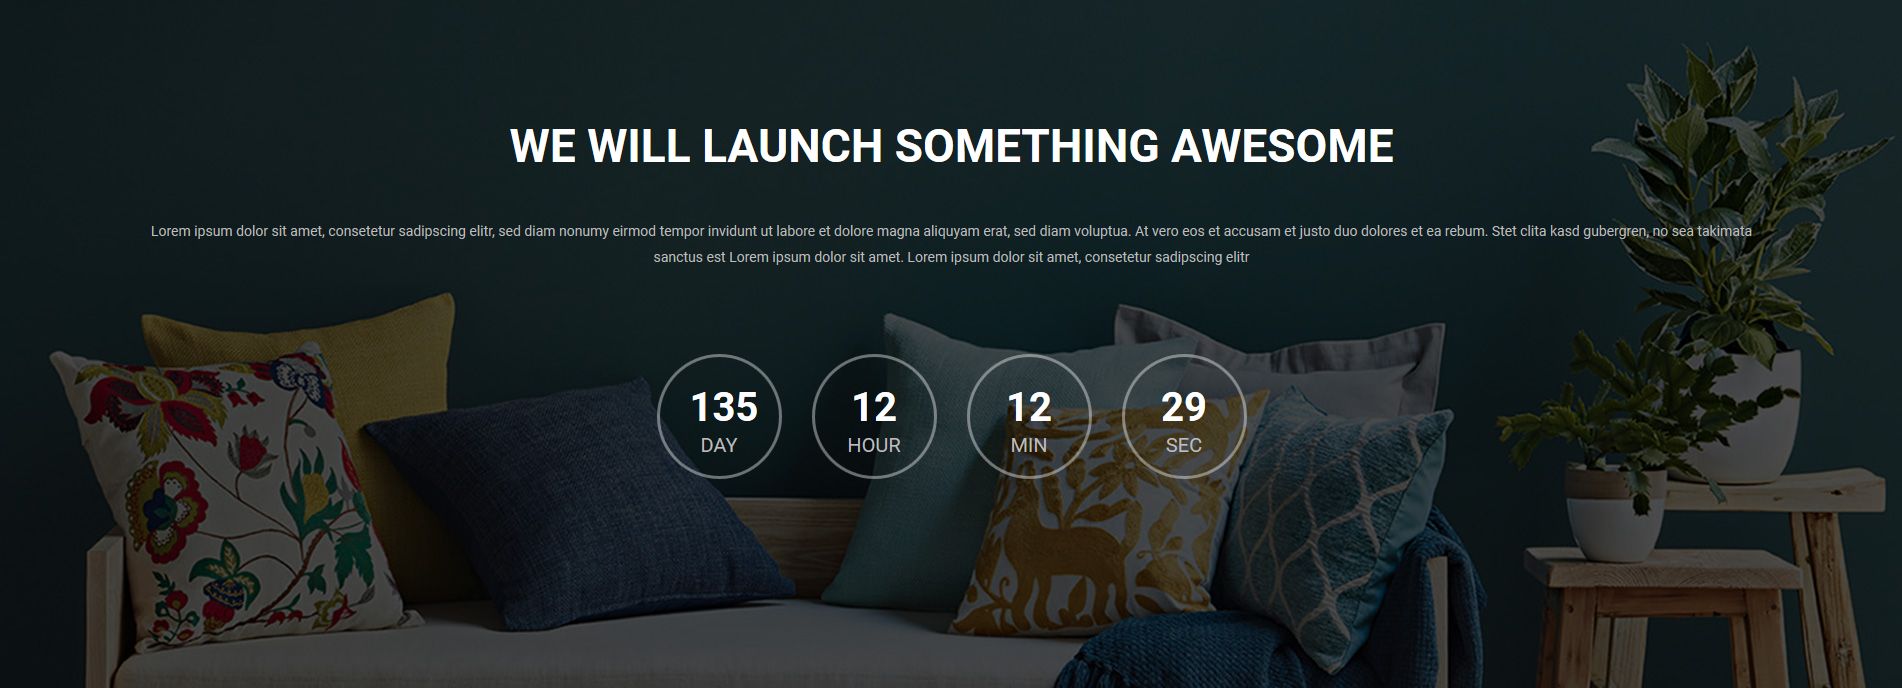 WE WILL LAUNCH SOMETHING AWESOME
Lorem ipsum dolor sit amet, consetetur sadipscing elitr, sed diam nonumy eirmod tempor invidunt ut labore et dolore magna aliquyam erat, sed diam voluptua. At vero eos et accusam et justo duo dolores et ea rebum. Stet clita kasd gubergren, no sea takimata
sanctus est Lorem ipsum dolor sit amet. Lorem ipsum dolor sit amet, consetetur sadipscing elitr
135 12 12 29
DAY HOUR MIN SEC